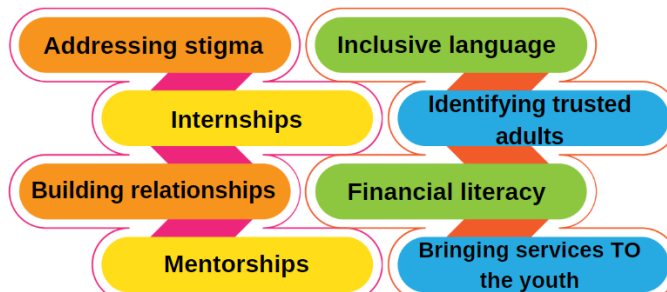 Addressing stigma
Internships
Building relationships
Mentorships
Inclusive language
Identifying trusted
adults
Financial literacy
Bringing services TO
the youth